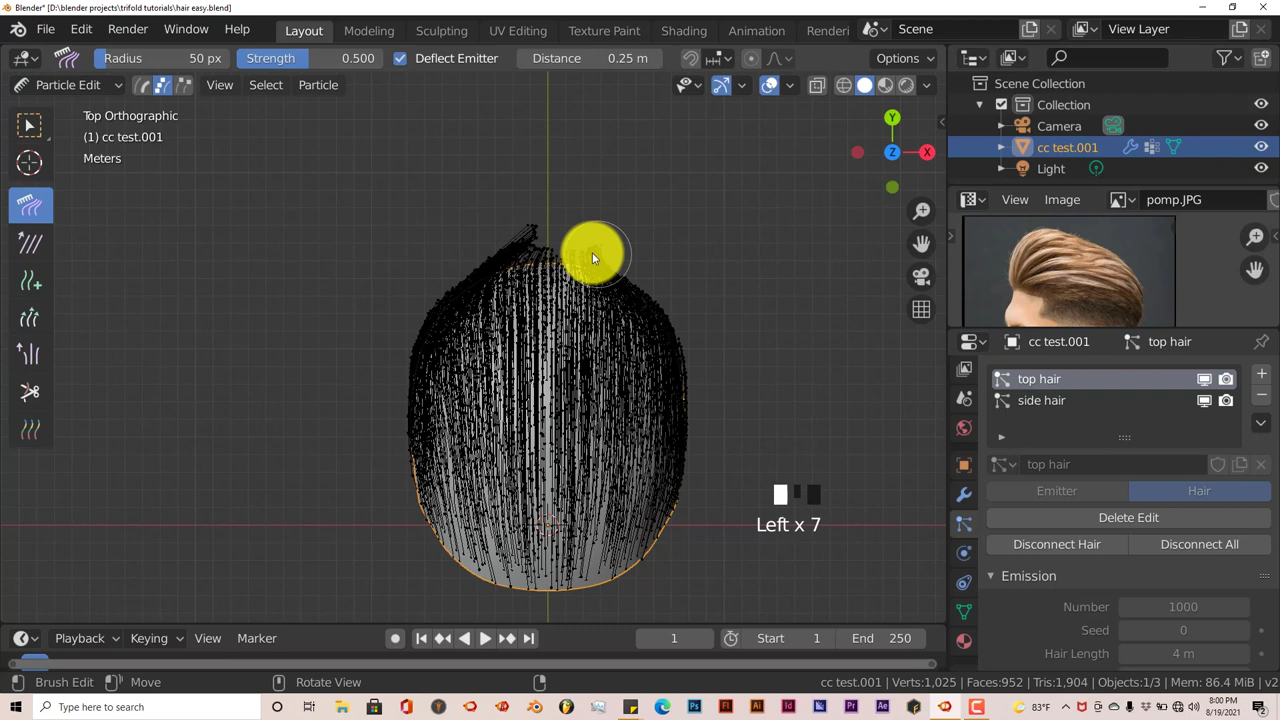 Blender* [D:\blender projects\trifold tutorials\hair easy.blend]
File Edit Render Window Help Layout Modeling Sculpting UV Editing Texture Paint Shading Animation Renderi Scene View Layer
Radius 50 px Strength 0.500 Deflect Emitter Distance 0.25 m Options
Particle Edit View Select Particle
Scene Collection
Collection
Camera
cc test.001
Light
Top Orthographic
(1) cc test.001
Meters
Y
Z X
View Image pomp.JPG
cc test.001 top hair
top hair
side hair
top hair
Emitter Hair
Delete Edit
Disconnect Hair Disconnect All
Emission
Number 1000
Seed 0
Hair Length 4 m
Left x 7
Playback Keying View Marker 1 Start 1 End 250
Brush Edit Move Rotate View cc test.001 | Verts:1,025 | Faces:952 | Tris:1,904 | Objects:1/3 | Mem: 86.4 MiB | v2
Type here to search
83°F
8:00 PM
8/19/2021